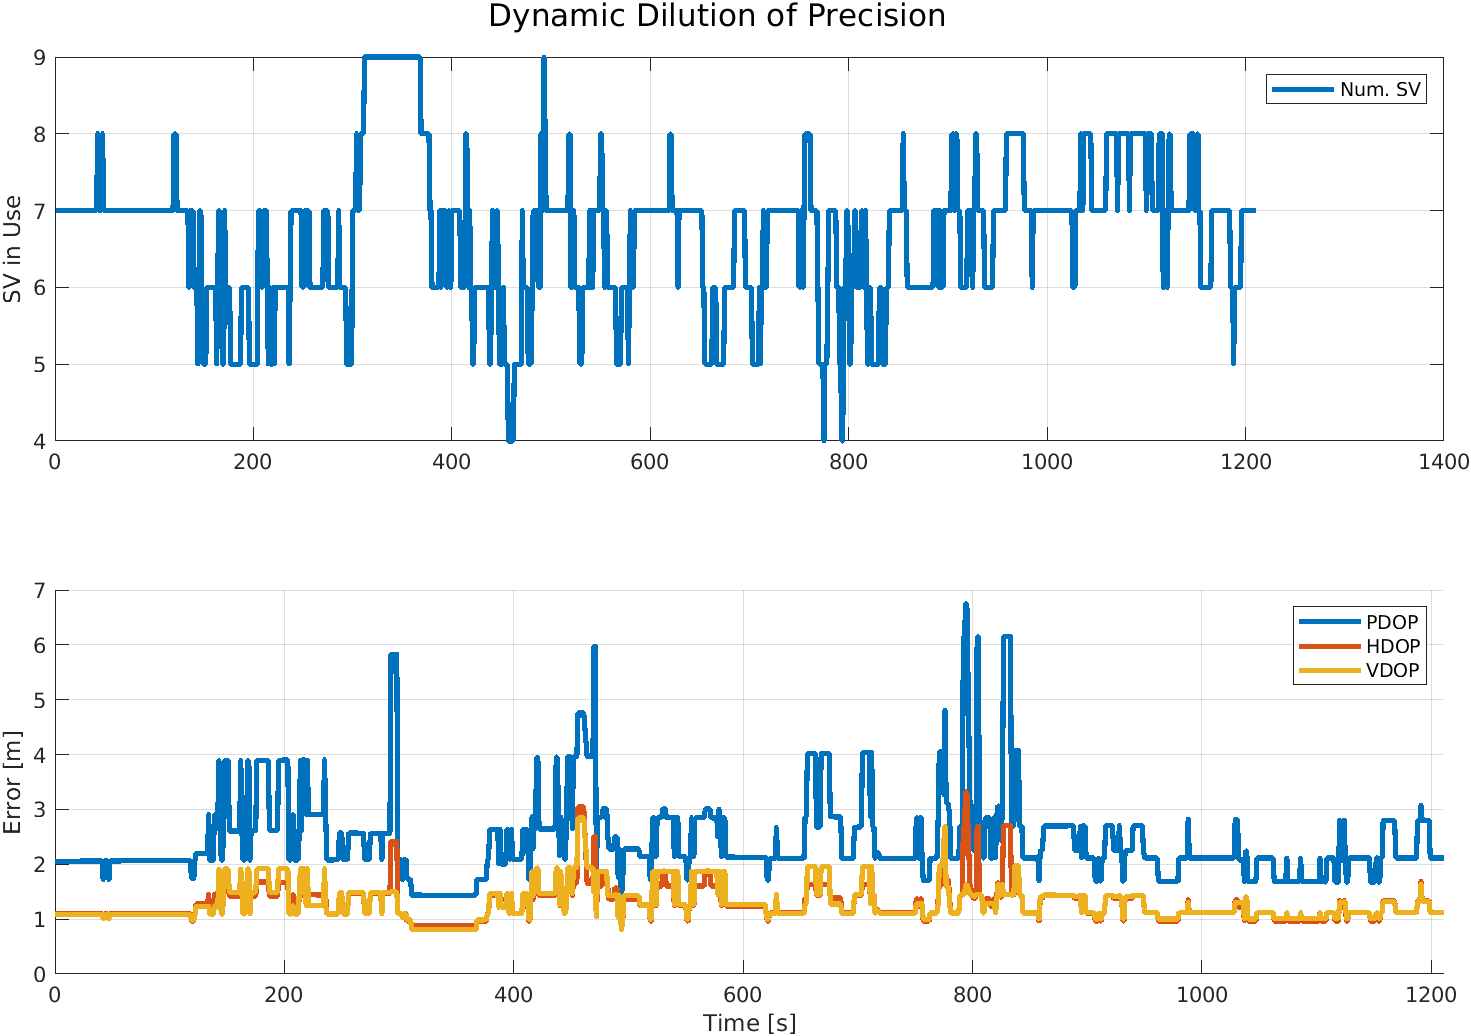 Dynamic Dilution of Precision
9
8
7
6
5
4
SV in Use
Num. SV
0 200 400 600 800 1000 1200 1400
7
6
5
4
3
2
1
0
Error [m]
PDOP
HDOP
VDOP
0 200 400 600 800 1000 1200
Time [s]